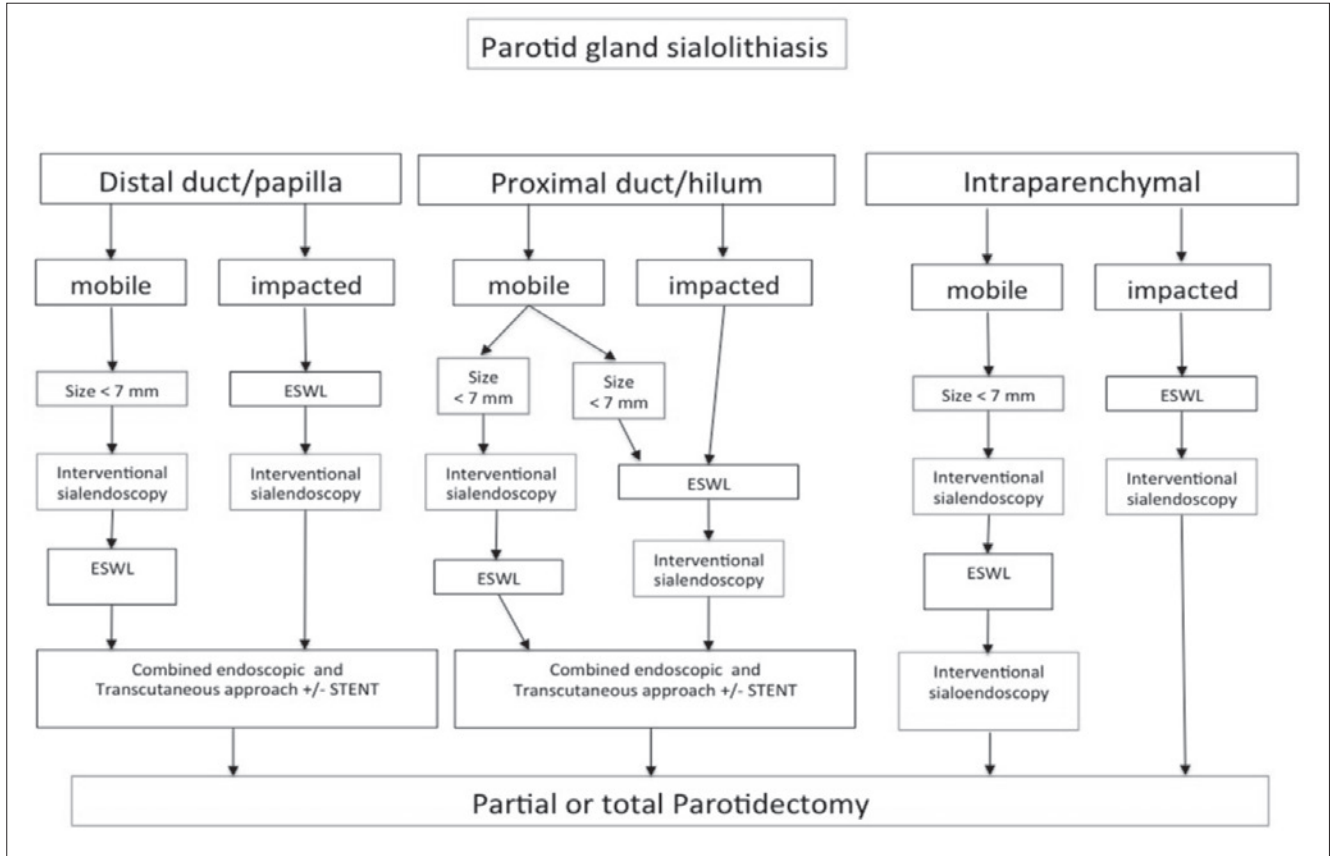 Parotid gland sialolithiasis
Distal duct/papilla
Proximal duct/hilum
Intraparenchymal
mobile
impacted
mobile
impacted
mobile
impacted
Size < 7 mm
ESWL
Size
< 7 mm
Size
< 7 mm
Size < 7 mm
ESWL
Interventional
sialendoscopy
Interventional
sialendoscopy
Interventional
sialendoscopy
ESWL
Interventional
sialendoscopy
Interventional
sialendoscopy
ESWL
ESWL
Interventional
sialendoscopy
ESWL
Combined endoscopic and
Transcutaneous approach +/- STENT
Combined endoscopic and
Transcutaneous approach +/- STENT
Interventional
sialoendoscopy
Partial or total Parotidectomy